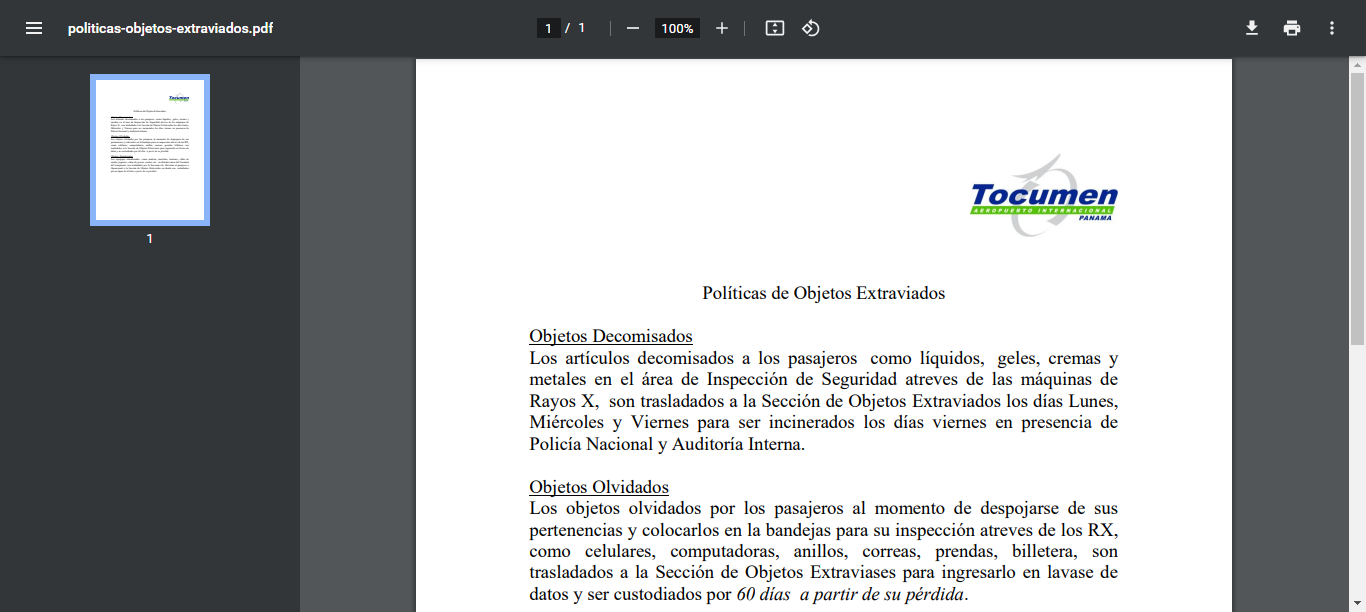 politicas-objetos-extraviados.pdf
1 / 1
100%
1
Tocumen
AEROPUERTO INTERNACIONAL
PANAMA
Políticas de Objetos Extraviados
Objetos Decomisados
Los artículos decomisados a los pasajeros como líquidos, geles, cremas y
metales en el área de Inspección de Seguridad atreves de las máquinas de
Rayos X, son trasladados a la Sección de Objetos Extraviados los días Lunes,
Miércoles y Viernes para ser incinerados los días viernes en presencia de
Policía Nacional y Auditoría Interna.
Objetos Olvidados
Los objetos olvidados por los pasajeros al momento de despojarse de sus
pertenencias y colocarlos en la bandejas para su inspección atreves de los RX,
como celulares, computadoras, anillos, correas, prendas, billetera, son
trasladados a la Sección de Objetos Extraviases para ingresarlo en lavase de
datos y ser custodiados por 60 días a partir de su pérdida.